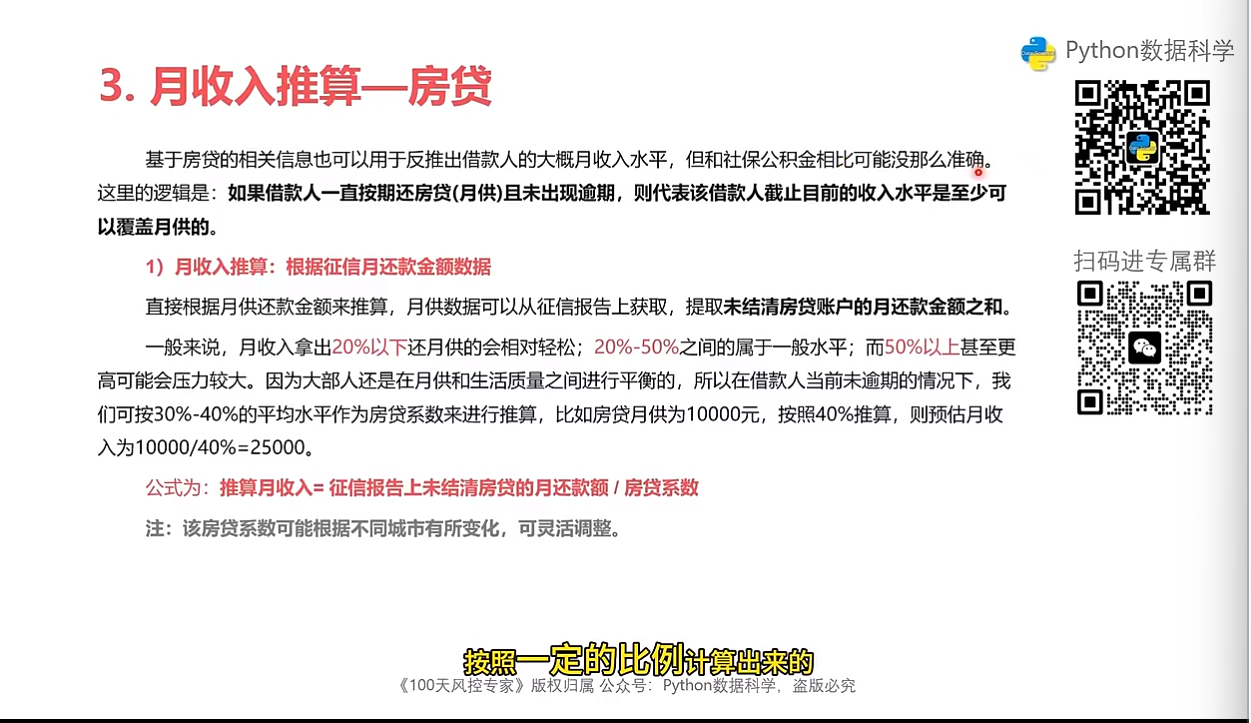 3. 月收入推算—房贷
Python数据科学
基于房贷的相关信息也可以用于反推出借款人的大概月收入水平，但和社保公积金相比可能没那么准确。
这里的逻辑是：如果借款人一直按期还房贷(月供)且未出现逾期，则代表该借款人截止目前的收入水平是至少可
以覆盖月供的。
扫码进专属群
1）月收入推算：根据征信月还款金额数据
直接根据月供还款金额来推算，月供数据可以从征信报告上获取，提取未结清房贷账户的月还款金额之和。
一般来说，月收入拿出20%以下还月供的会相对轻松；20%-50%之间的属于一般水平；而50%以上甚至更
高可能会压力较大。因为大部人还是在月供和生活质量之间进行平衡的，所以在借款人当前未逾期的情况下，我
们可按30%-40%的平均水平作为房贷系数来进行推算，比如房贷月供为10000元，按照40%推算，则预估月收
入为10000/40%=25000。
公式为：推算月收入= 征信报告上未结清房贷的月还款额 / 房贷系数
注：该房贷系数可能根据不同城市有所变化，可灵活调整。
按照一定的比例计算出来的
《100天风控专家》版权归属 公众号：Python数据科学，盗版必究